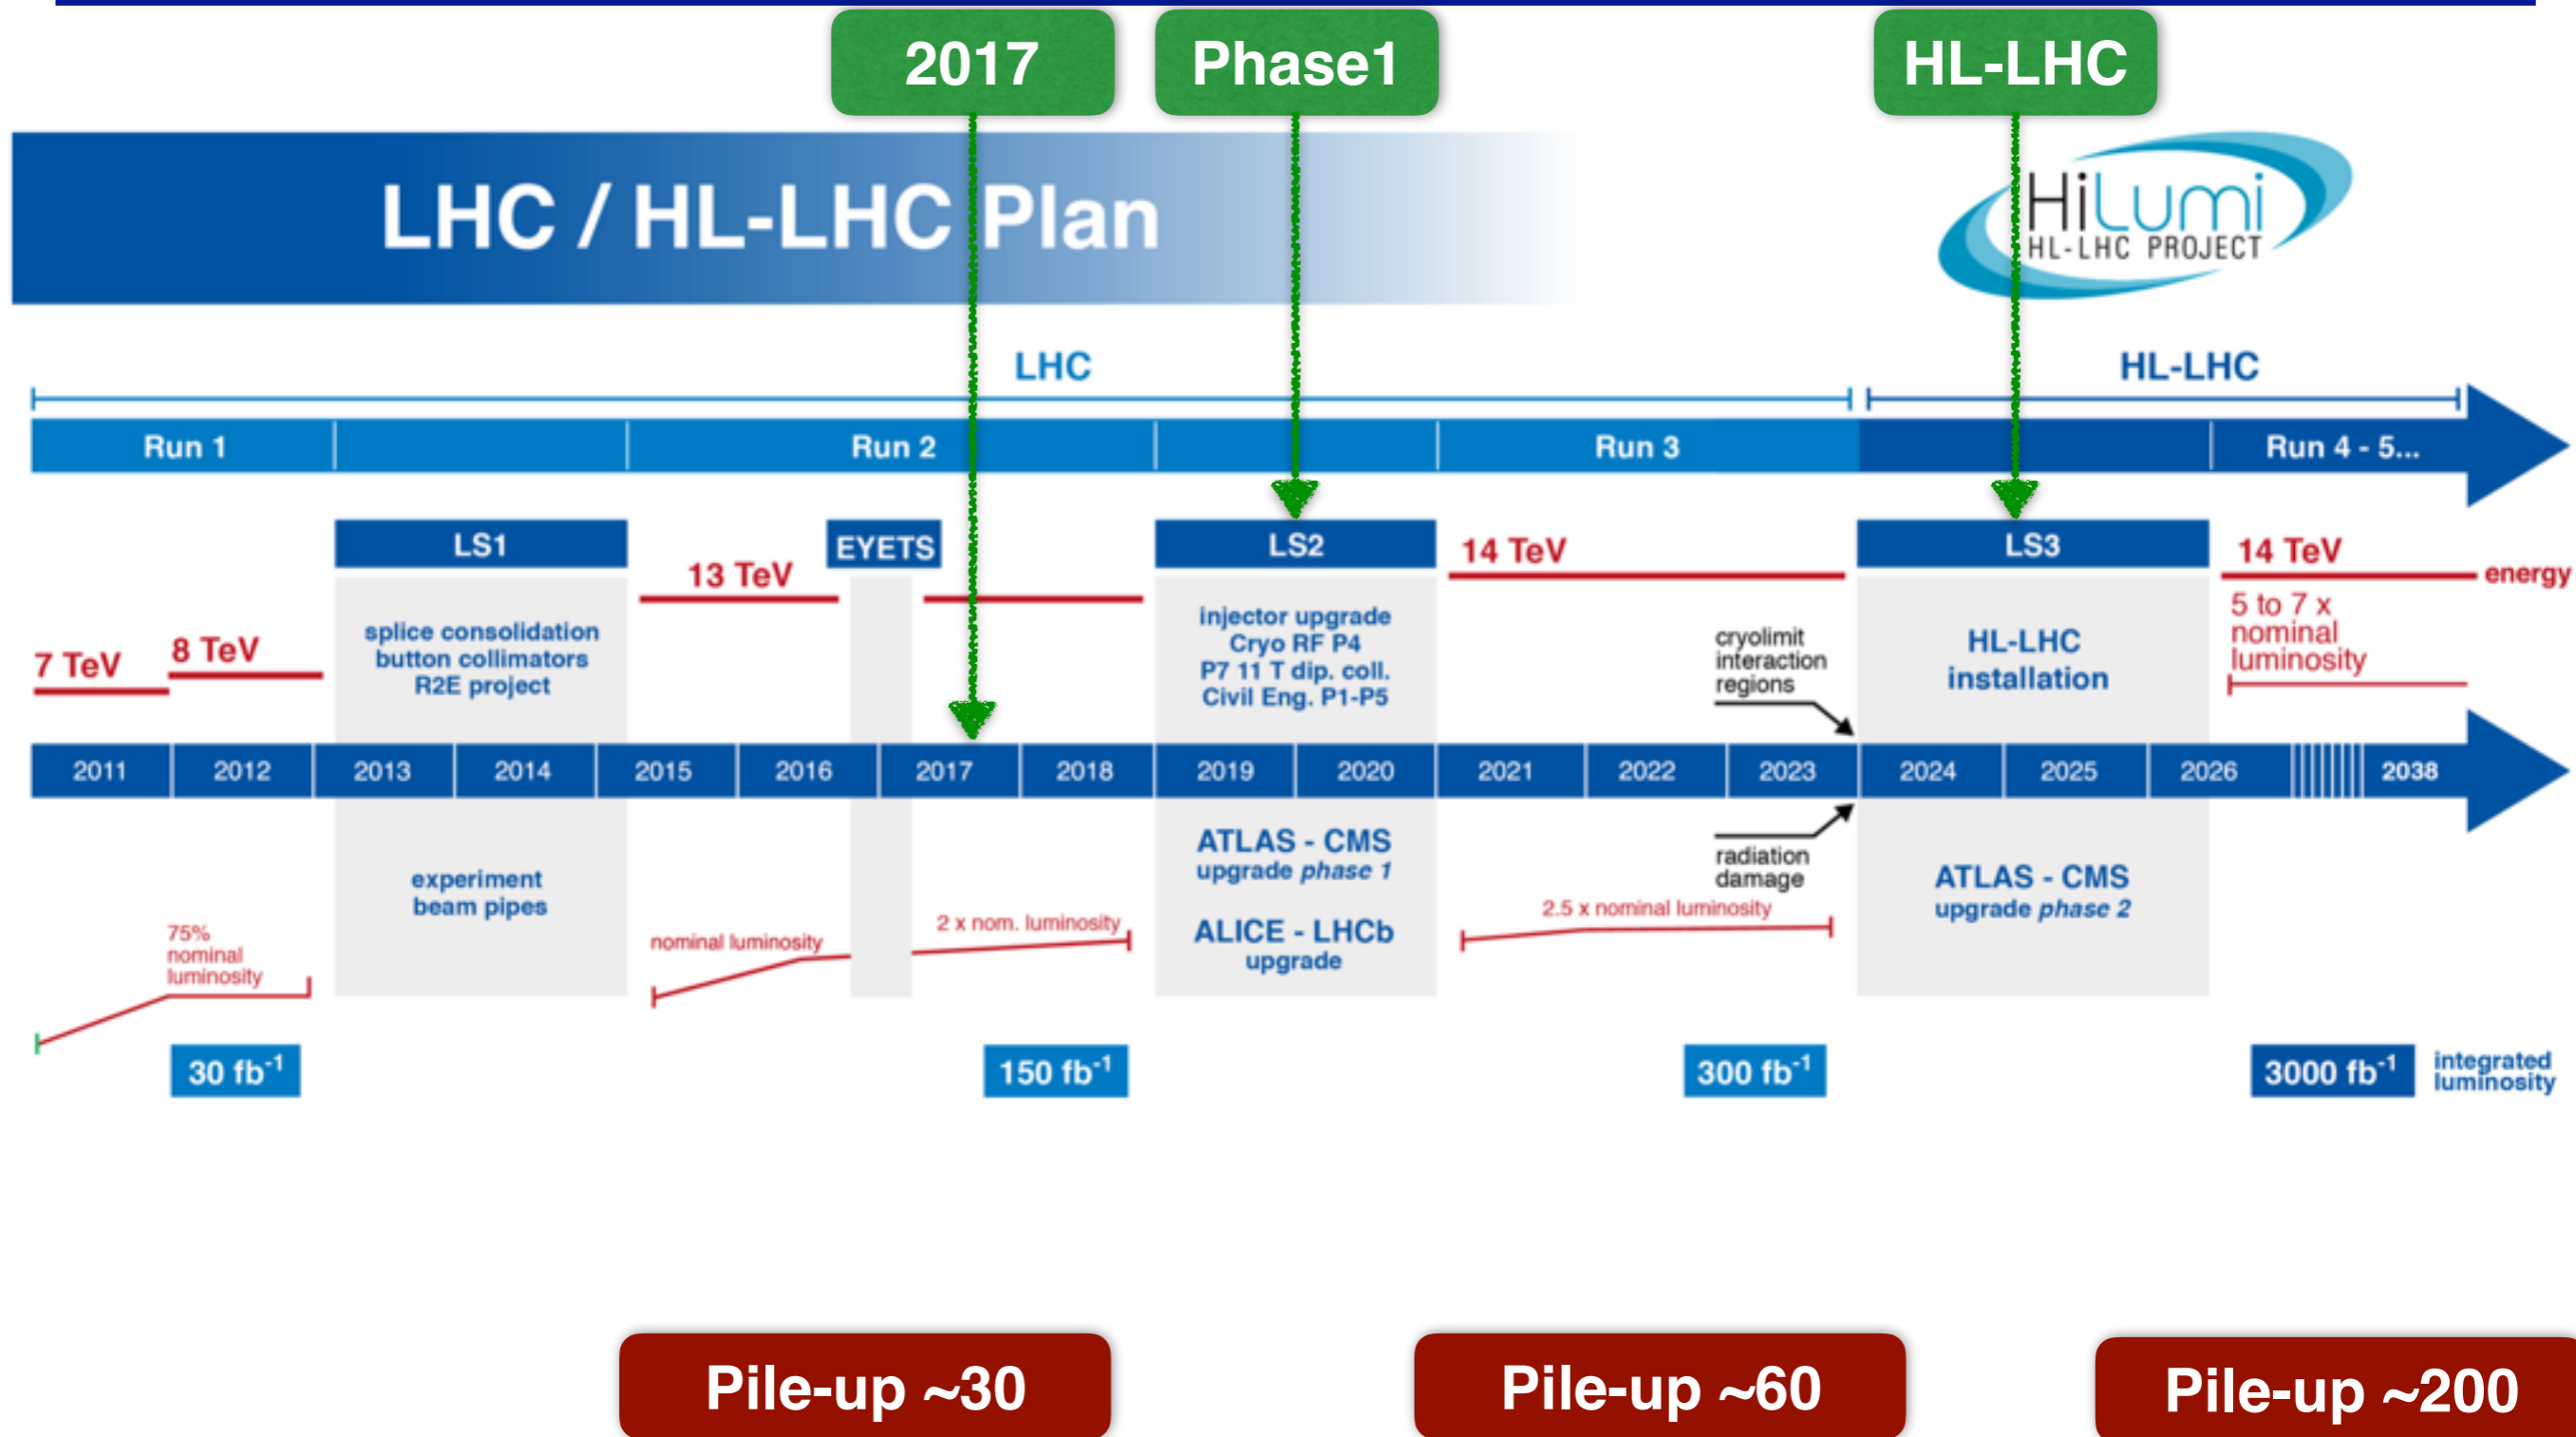 2017
Phase1
HL-LHC
LHC / HL-LHC Plan
HiLumi
HL-LHC PROJECT
LHC
HL-LHC
Run 1
Run 2
Run 3
Run 4 - 5...
LS1
EYETS
LS2
LS3
14 TeV
14 TeV
energy
13 TeV
7 TeV
8 TeV
splice consolidation
button collimators
R2E project
injector upgrade
Cryo RF P4
P7 11 T dip. coll.
Civil Eng. P1-P5
cryolimit
interaction
regions
HL-LHC
installation
5 to 7 x
nominal
luminosity
2011
2012
2013
2014
2015
2016
2017
2018
2019
2020
2021
2022
2023
2024
2025
2026
2038
experiment
beam pipes
ATLAS - CMS
upgrade phase 1
ALICE - LHCb
upgrade
radiation
damage
ATLAS - CMS
upgrade phase 2
75%
nominal
luminosity
nominal luminosity
2 x nom. luminosity
2.5 x nominal luminosity
30 fb⁻¹
150 fb⁻¹
300 fb⁻¹
3000 fb⁻¹
integrated
luminosity
Pile-up ~30
Pile-up ~60
Pile-up ~200